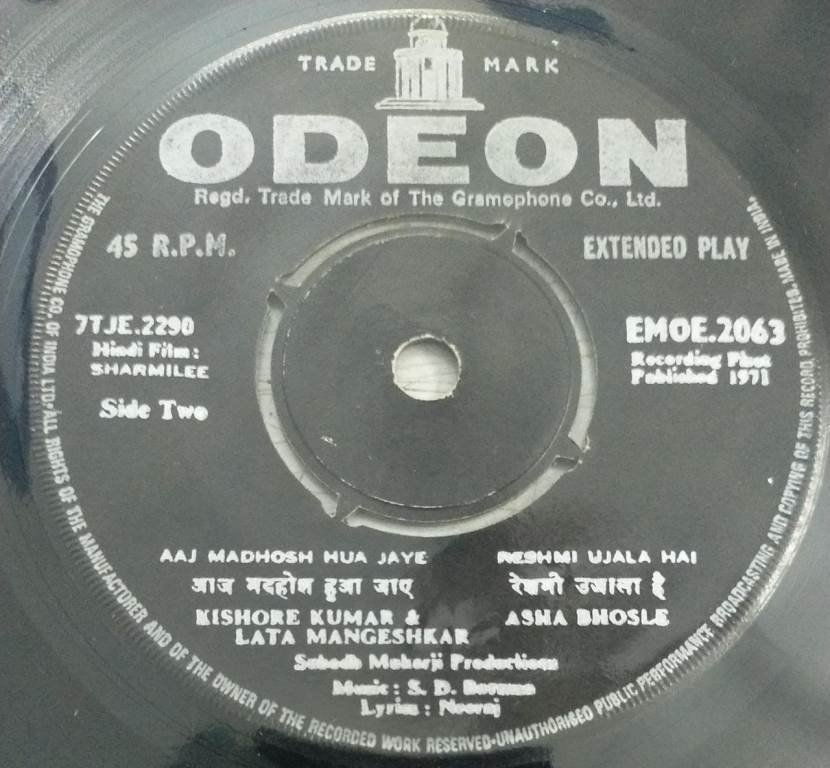 TRADE MARK
ODEON
Regd. Trade Mark of The Gramophone Co., Ltd.
45 R.P.M.
EXTENDED PLAY
7TJE.2290
Hindi Film:
SHARMILEE
Side Two
EMOE.2063
Recording First
Published 1971
AAJ MADHOSH HUA JAYE
आज मदहोश हुआ जाए
KISHORE KUMAR &
LATA MANGESHKAR
RESHMI UJALA HAI
रेशमी उजाला है
ASHA BHOSLE
Subodh Mukerji Productions
Music: S. D. Burman
Lyrics: Neeraj
THE GRAMOPHONE CO. OF INDIA LTD•ALL RIGHTS OF THE MANUFACTURER AND OF THE OWNER OF THE RECORDED WORK RESERVED•UNAUTHORISED PUBLIC PERFORMANCE BROADCASTING AND COPYING OF THIS RECORD PROHIBITED. MADE IN INDIA.